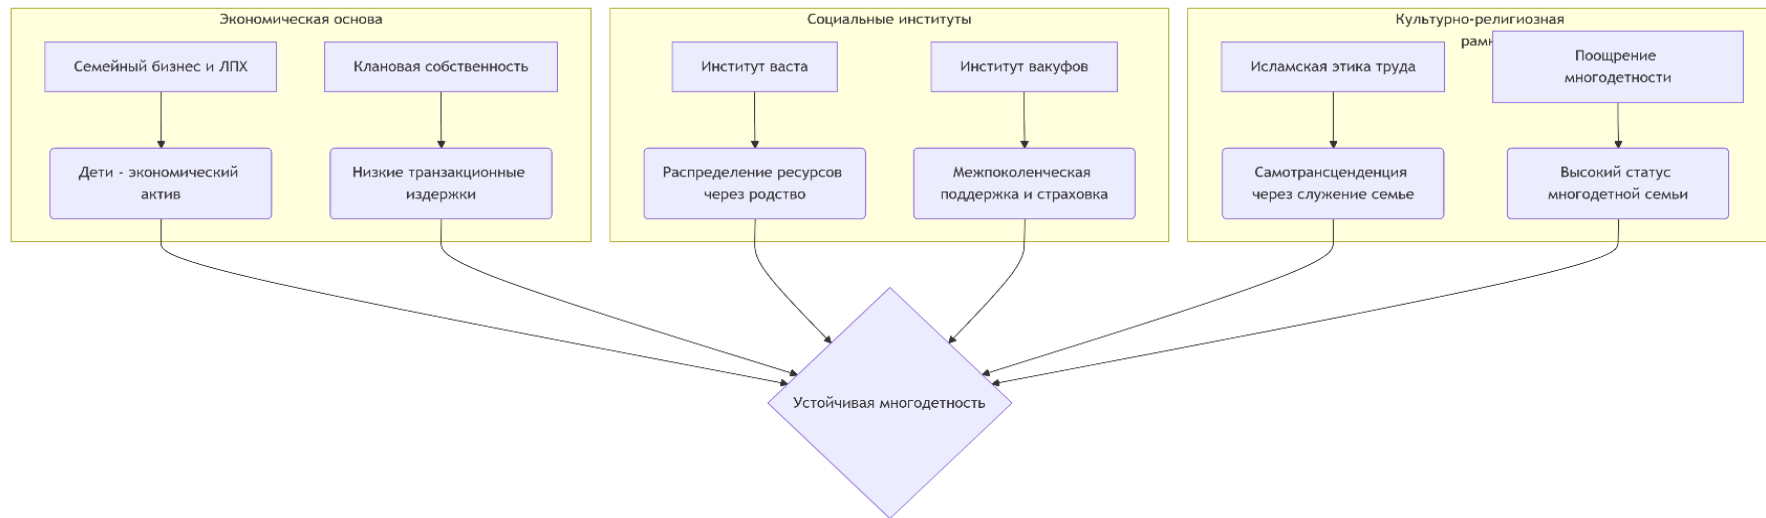 Экономическая основа
Социальные институты
Культурно-религиозная
Семейный бизнес и ЛПХ
Клановая собственность
Институт васта
Институт вакуфов
Исламская этика труда
Поощрение
многодетности
Дети - экономический
актив
Низкие транзакционные
издержки
Распределение ресурсов
через родство
Межпоколенческая
поддержка и страховка
Самотрансценденция
через служение семье
Высокий статус
многодетной семьи
Устойчивая многодетность